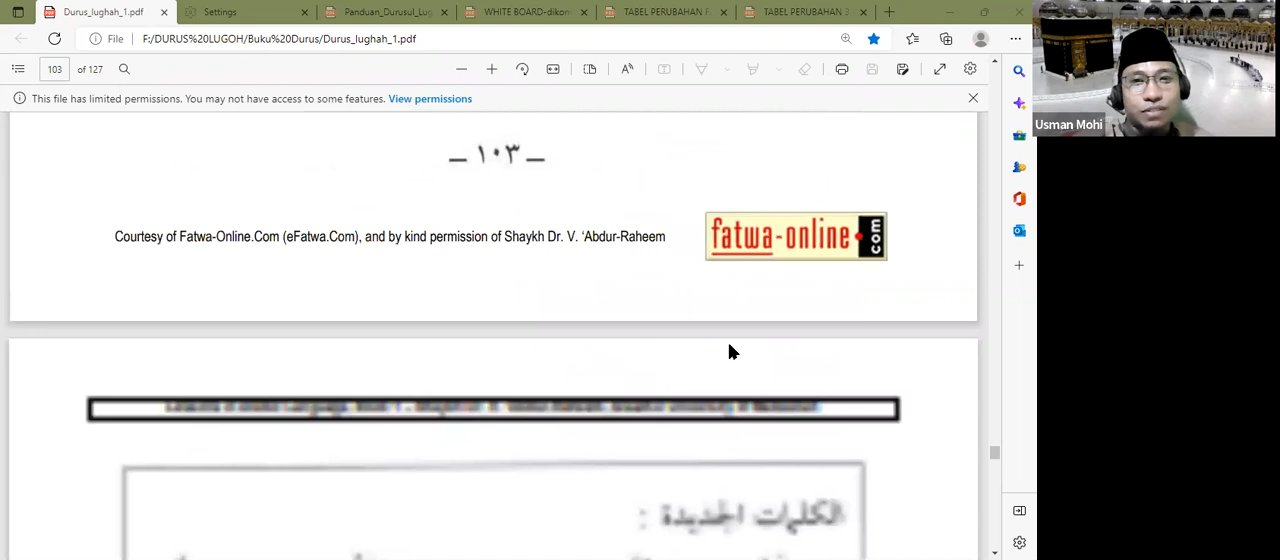 Durus_lughah_1.pdf
Settings
Panduan_Durusul_Lug
WHITE BOARD-dikon
TABEL PERUBAHAN F
TABEL PERUBAHAN 3
File
F:/DURUS%20LUGOH/Buku%20Durus/Durus_lughah_1.pdf
103 of 127
This file has limited permissions. You may not have access to some features. View permissions
Usman Mohi
– ١٠٣ –
Courtesy of Fatwa-Online.Com (eFatwa.Com), and by kind permission of Shaykh Dr. V. ‘Abdur-Raheem
fatwa-online.com
الكلمات الجديدة :